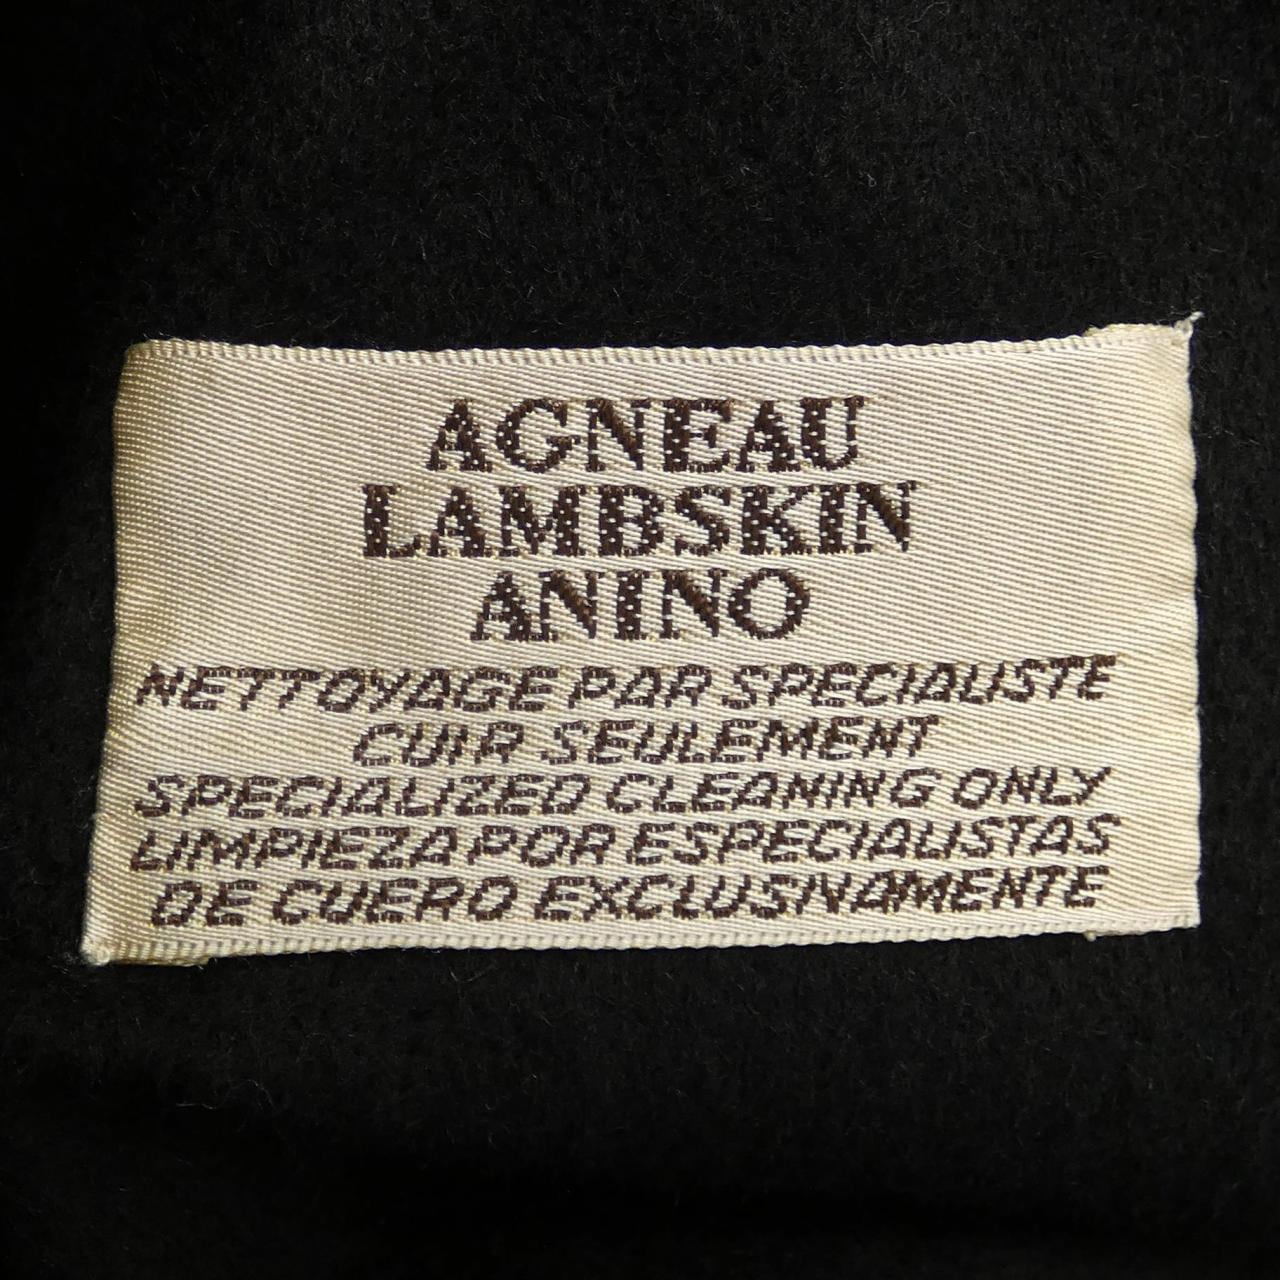 AGNEAU
LAMBSKIN
ANINO
NETTOYAGE PAR SPECIALISTE
CUIR SEULEMENT
SPECIALIZED CLEANING ONLY
LIMPIEZA POR ESPECIALISTAS
DE CUERO EXCLUSIVAMENTE